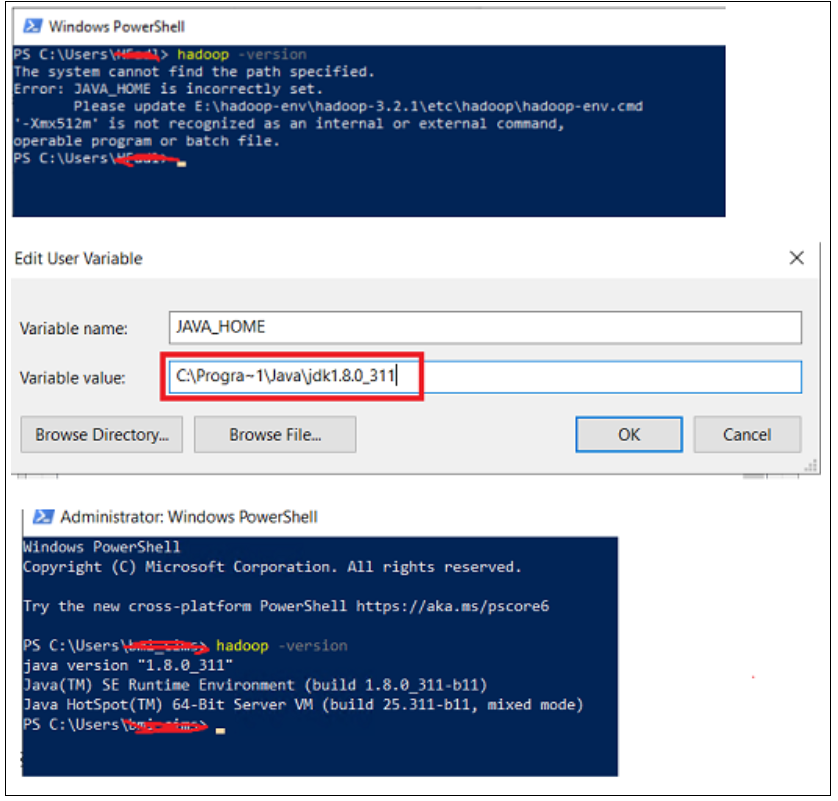 Windows PowerShell
PS C:\Users\> hadoop -version
The system cannot find the path specified.
Error: JAVA_HOME is incorrectly set.
Please update E:\hadoop-env\hadoop-3.2.1\etc\hadoop\hadoop-env.cmd
'-Xmx512m' is not recognized as an internal or external command,
operable program or batch file.
PS C:\Users\
Edit User Variable
Variable name: JAVA_HOME
Variable value: C:\Progra~1\Java\jdk1.8.0_311
Browse Directory... Browse File... OK Cancel
Administrator: Windows PowerShell
Windows PowerShell
Copyright (C) Microsoft Corporation. All rights reserved.
Try the new cross-platform PowerShell https://aka.ms/pscore6
PS C:\Users\> hadoop -version
java version "1.8.0_311"
Java(TM) SE Runtime Environment (build 1.8.0_311-b11)
Java HotSpot(TM) 64-Bit Server VM (build 25.311-b11, mixed mode)
PS C:\Users\>